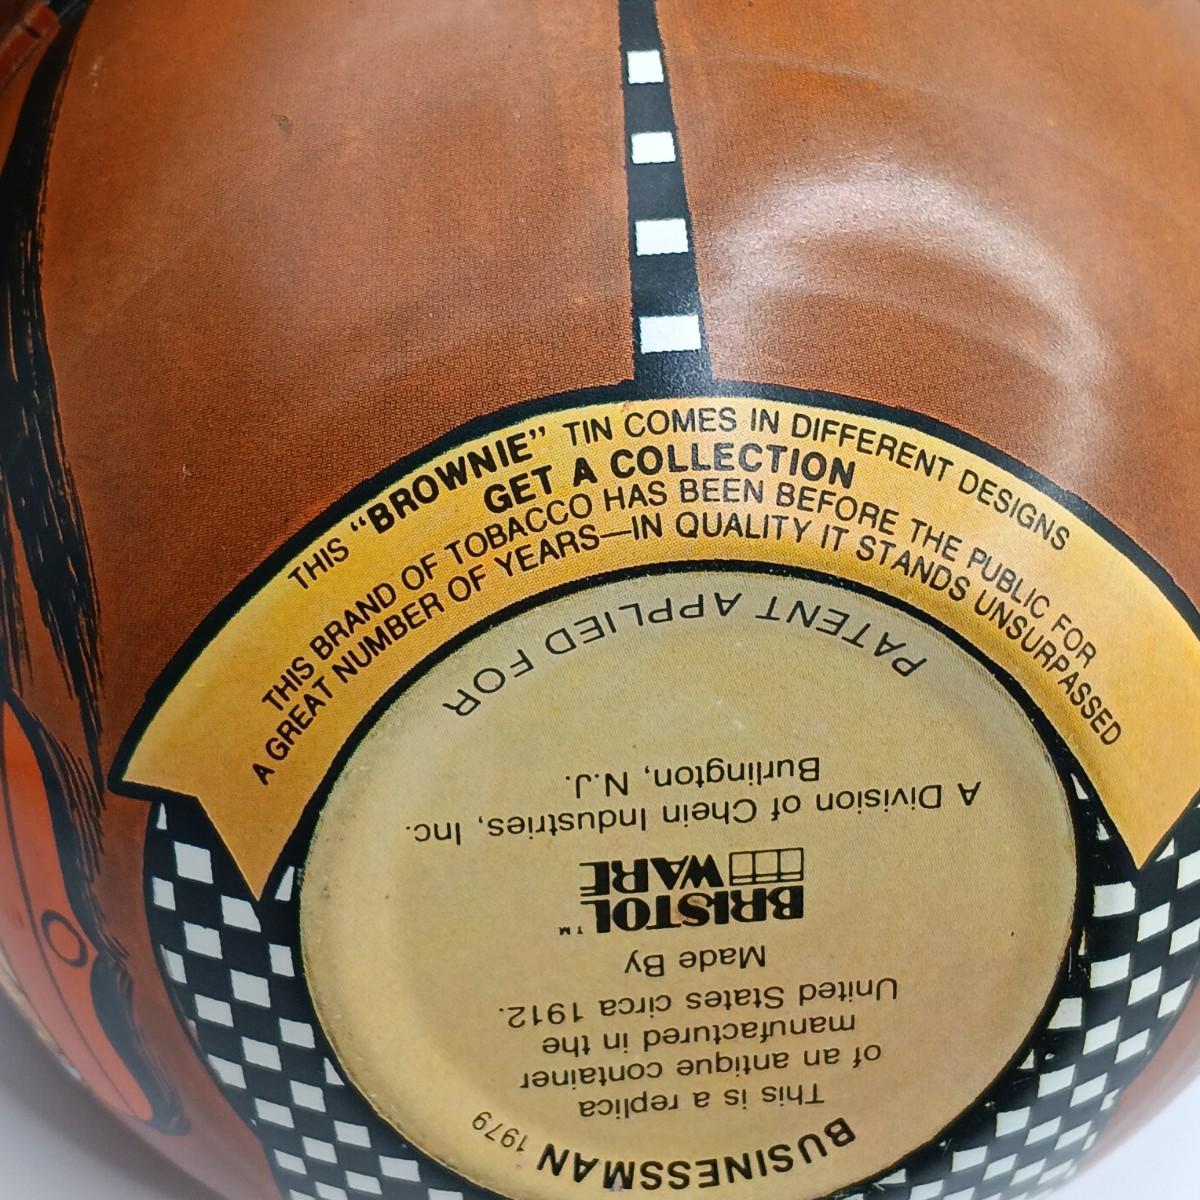 THIS “BROWNIE” TIN COMES IN DIFFERENT DESIGNS
GET A COLLECTION
THIS BRAND OF TOBACCO HAS BEEN BEFORE THE PUBLIC FOR
A GREAT NUMBER OF YEARS—IN QUALITY IT STANDS UNSURPASSED
BUSINESSMAN 1979
This is a replica
of an antique container
manufactured in the
United States circa 1912.
Made By
BRISTOL™
WARE
A Division of Chein Industries, Inc.
Burlington, N.J.
PATENT APPLIED FOR